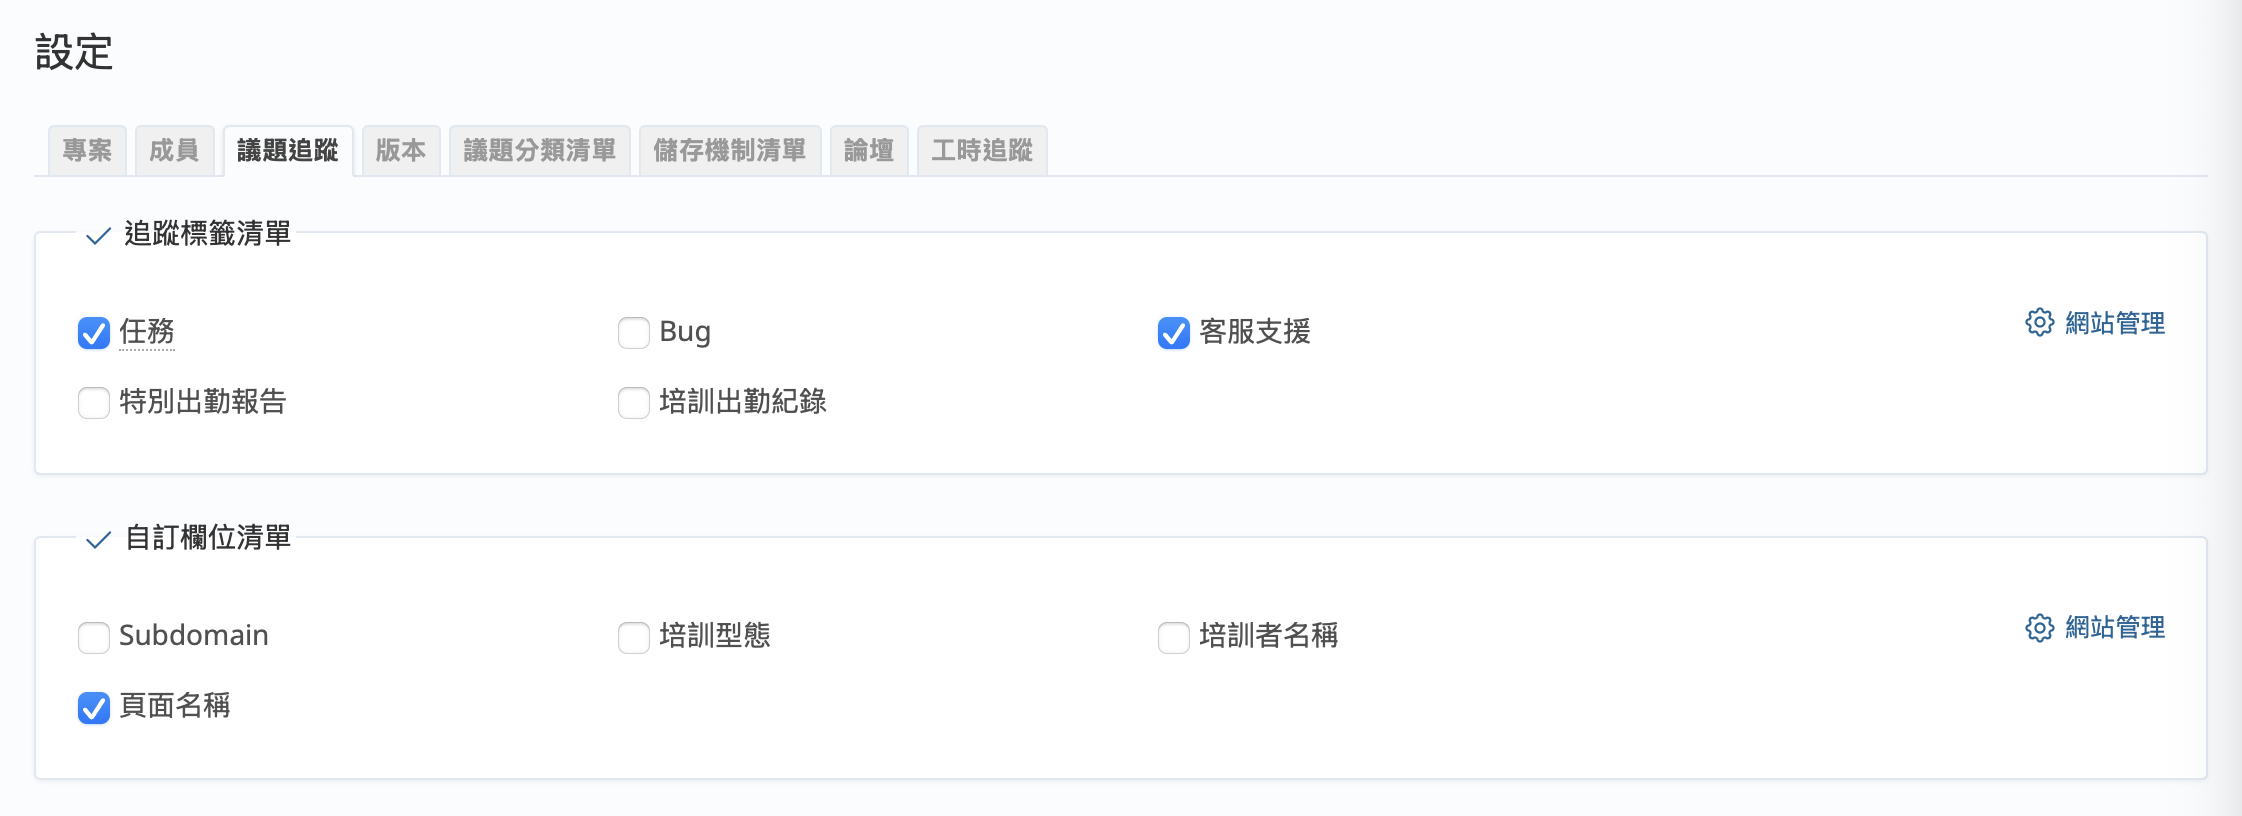 設定
專案 成員 議題追蹤 版本 議題分類清單 儲存機制清單 論壇 工時追蹤
追蹤標籤清單
任務 Bug 客服支援 網站管理
特別出勤報告 培訓出勤紀錄
自訂欄位清單
Subdomain 培訓型態 培訓者名稱 網站管理
頁面名稱